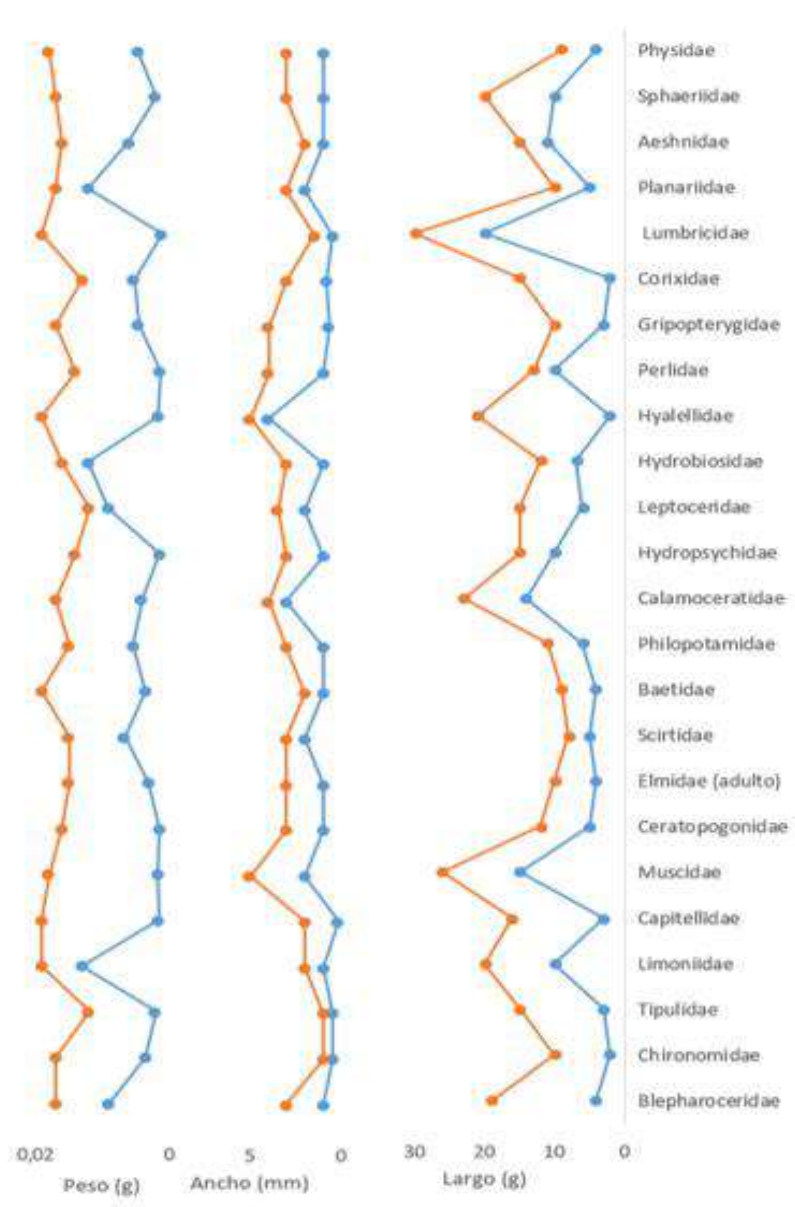 Physidae
Sphaeriidae
Aeshnidae
Planariidae
Lumbricidae
Corixidae
Gripopterygidae
Perlidae
Hyalellidae
Hydrobiosidae
Leptoceridae
Hydropsychidae
Calamoceratidae
Philopotamidae
Baetidae
Scirtidae
Elmidae (adulto)
Ceratopogonidae
Muscidae
Capitellidae
Limoniidae
Tipulidae
Chironomidae
Blepharoceridae
0,02 0 5 0 30 20 10 0
Peso (g) Ancho (mm) Largo (g)